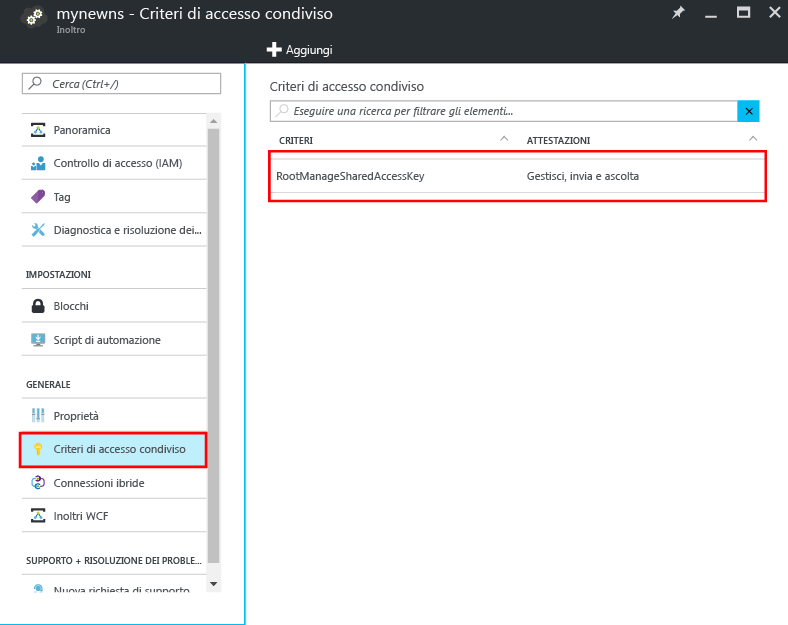 mynewns - Criteri di accesso condiviso
Inoltro
Aggiungi
Cerca (Ctrl+/)
Panoramica
Controllo di accesso (IAM)
Tag
Diagnostica e risoluzione dei...
IMPOSTAZIONI
Blocchi
Script di automazione
GENERALE
Proprietà
Criteri di accesso condiviso
Connessioni ibride
Inoltri WCF
SUPPORTO + RISOLUZIONE DEI PROBLE...
Nuova richiesta di supporto
Criteri di accesso condiviso
Eseguire una ricerca per filtrare gli elementi...
CRITERI ATTESTAZIONI
RootManageSharedAccessKey Gestisci, invia e ascolta